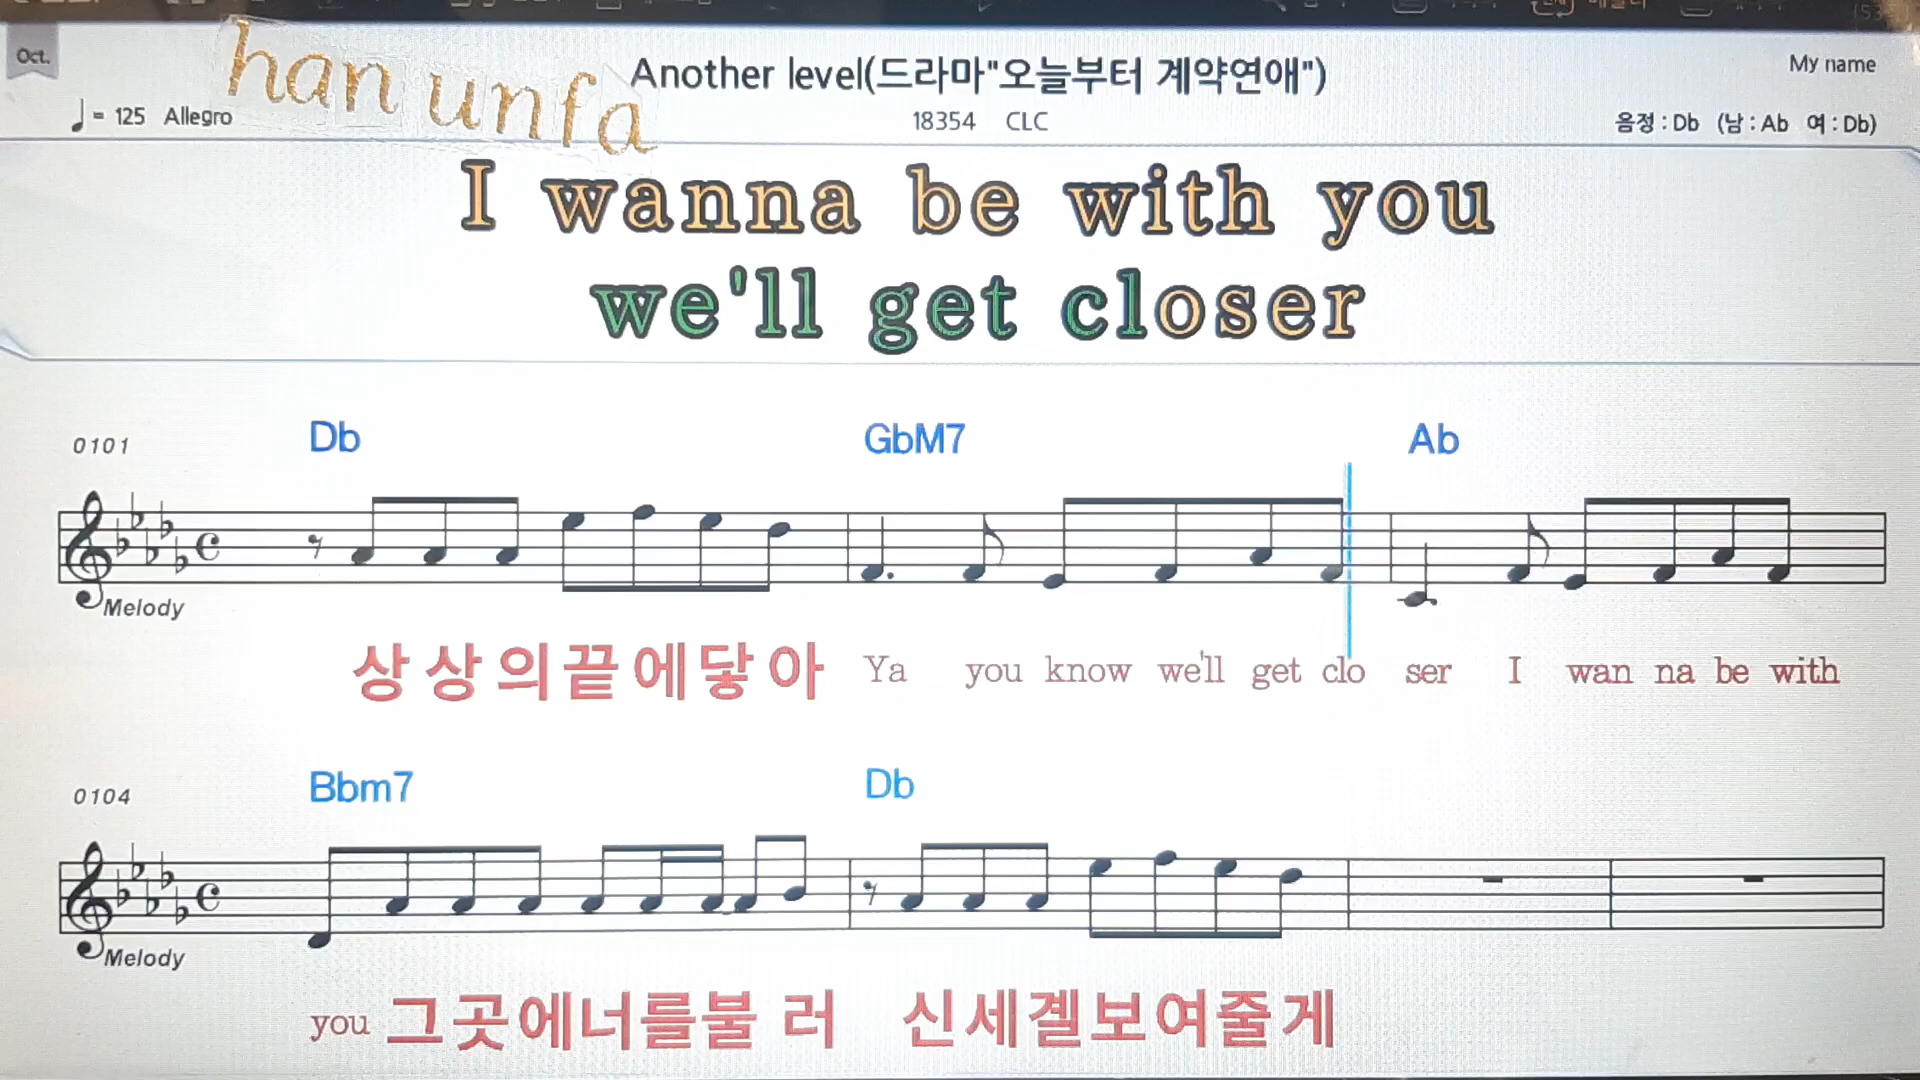 Oct.
han unfa
Another level(드라마"오늘부터 계약연애")
My name
♩= 125 Allegro
18354 CLC
음정 : Db (남 : Ab 여 : Db)
I wanna be with you
we'll get closer
0101 Db GbM7 Ab
Melody
상 상 의 끝 에 닿 아 Ya you know we'll get clo ser I wan na be with
0104 Bbm7 Db
Melody
you 그 곳 에 너 를 불 러 신 세 곌 보 여 줄 게